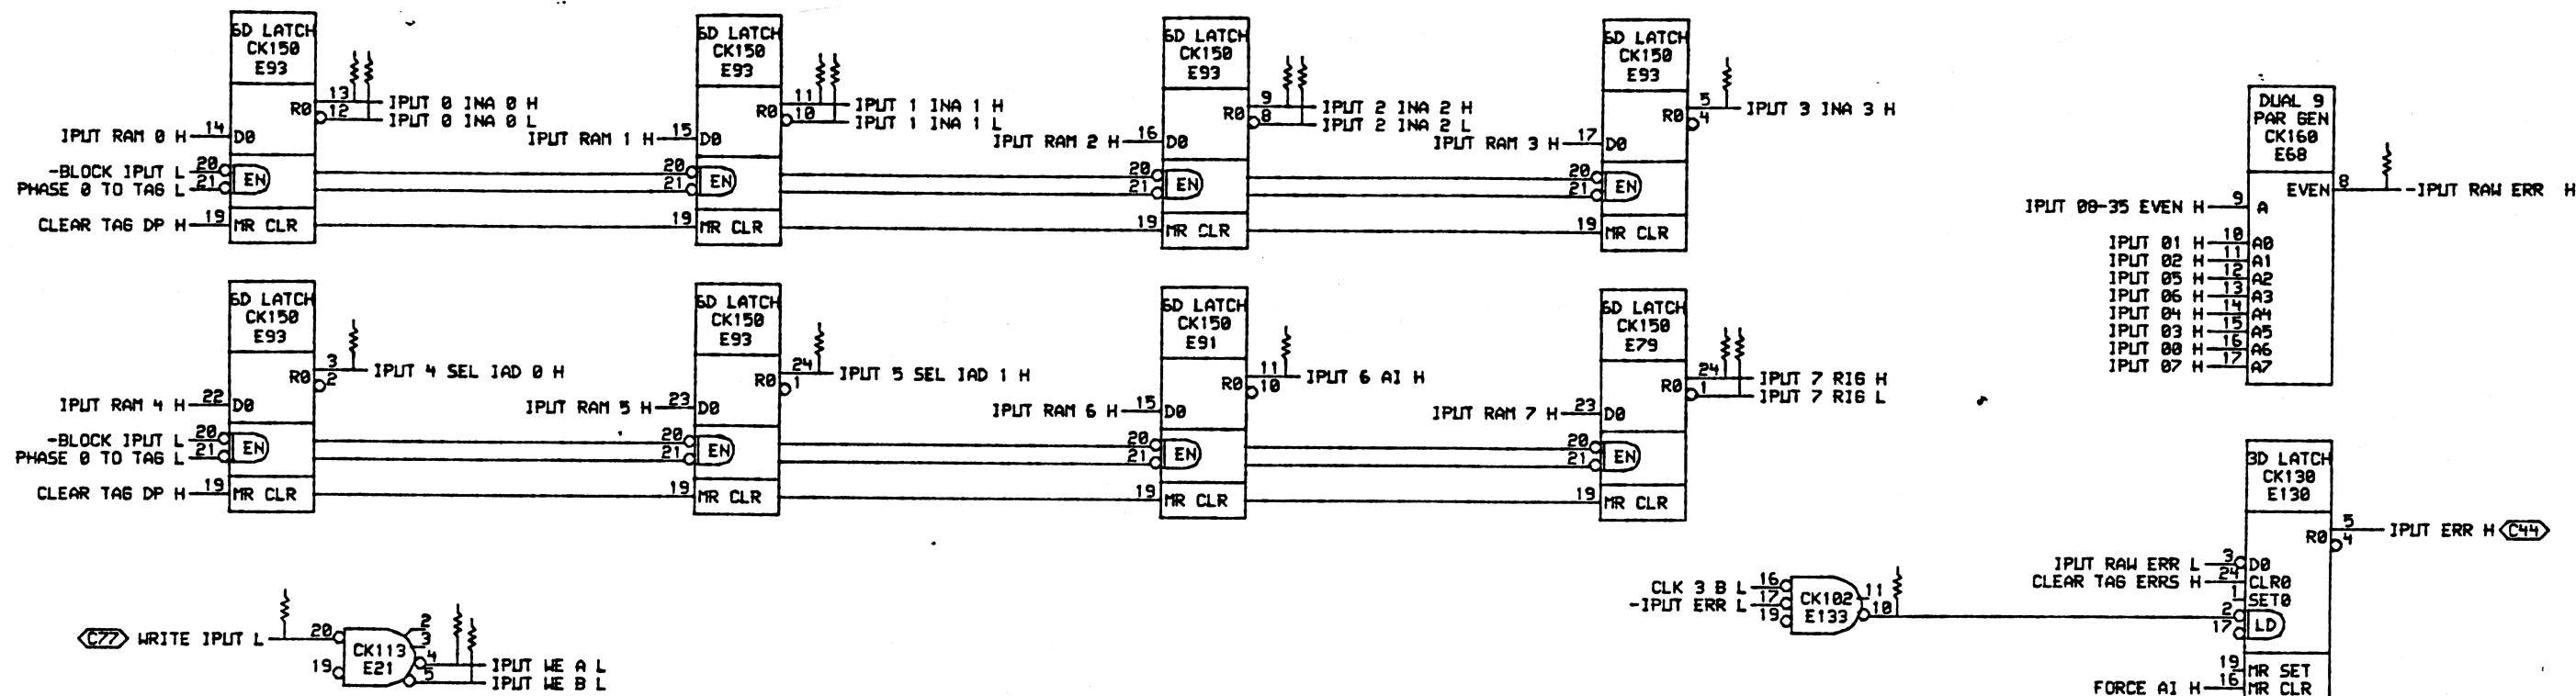 6D LATCH
CK150
E93
R0
13
12
IPUT 0 INA 0 H
IPUT 0 INA 0 L
IPUT RAM 0 H
14
D0
-BLOCK IPUT L
20
PHASE 0 TO TAG L
21
EN
CLEAR TAG DP H
19
MR CLR
6D LATCH
CK150
E93
R0
11
10
IPUT 1 INA 1 H
IPUT 1 INA 1 L
IPUT RAM 1 H
15
D0
20
21
EN
19
MR CLR
6D LATCH
CK150
E93
R0
9
8
IPUT 2 INA 2 H
IPUT 2 INA 2 L
IPUT RAM 2 H
16
D0
20
21
EN
19
MR CLR
6D LATCH
CK150
E93
R0
5
4
IPUT 3 INA 3 H
IPUT RAM 3 H
17
D0
20
21
EN
19
MR CLR
DUAL 9
PAR GEN
CK160
E68
EVEN
8
-IPUT RAW ERR H
IPUT 08-35 EVEN H
9
A
IPUT 01 H 10 A0
IPUT 02 H 11 A1
IPUT 05 H 12 A2
IPUT 06 H 13 A3
IPUT 04 H 14 A4
IPUT 03 H 15 A5
IPUT 00 H 16 A6
IPUT 07 H 17 A7
6D LATCH
CK150
E93
R0
3
2
IPUT 4 SEL IAD 0 H
IPUT RAM 4 H
22
D0
-BLOCK IPUT L
20
PHASE 0 TO TAG L
21
EN
CLEAR TAG DP H
19
MR CLR
6D LATCH
CK150
E93
R0
24
1
IPUT 5 SEL IAD 1 H
IPUT RAM 5 H
23
D0
20
21
EN
19
MR CLR
6D LATCH
CK150
E91
R0
11
10
IPUT 6 AI H
IPUT RAM 6 H
15
D0
20
21
EN
19
MR CLR
6D LATCH
CK150
E79
R0
24
1
IPUT 7 RIG H
IPUT 7 RIG L
IPUT RAM 7 H
23
D0
20
21
EN
19
MR CLR
C77 WRITE IPUT L
20
19
CK113
E21
2
3
4
5
IPUT WE A L
IPUT WE B L
CLK 3 B L
16
-IPUT ERR L
17
19
CK102
E133
11
10
3D LATCH
CK130
E130
R0
5
4
IPUT ERR H C44
IPUT RAW ERR L
3
D0
CLEAR TAG ERRS H
24
CLR0
1
SET0
2
17
LD
19
MR SET
FORCE AI H
16
MR CLR